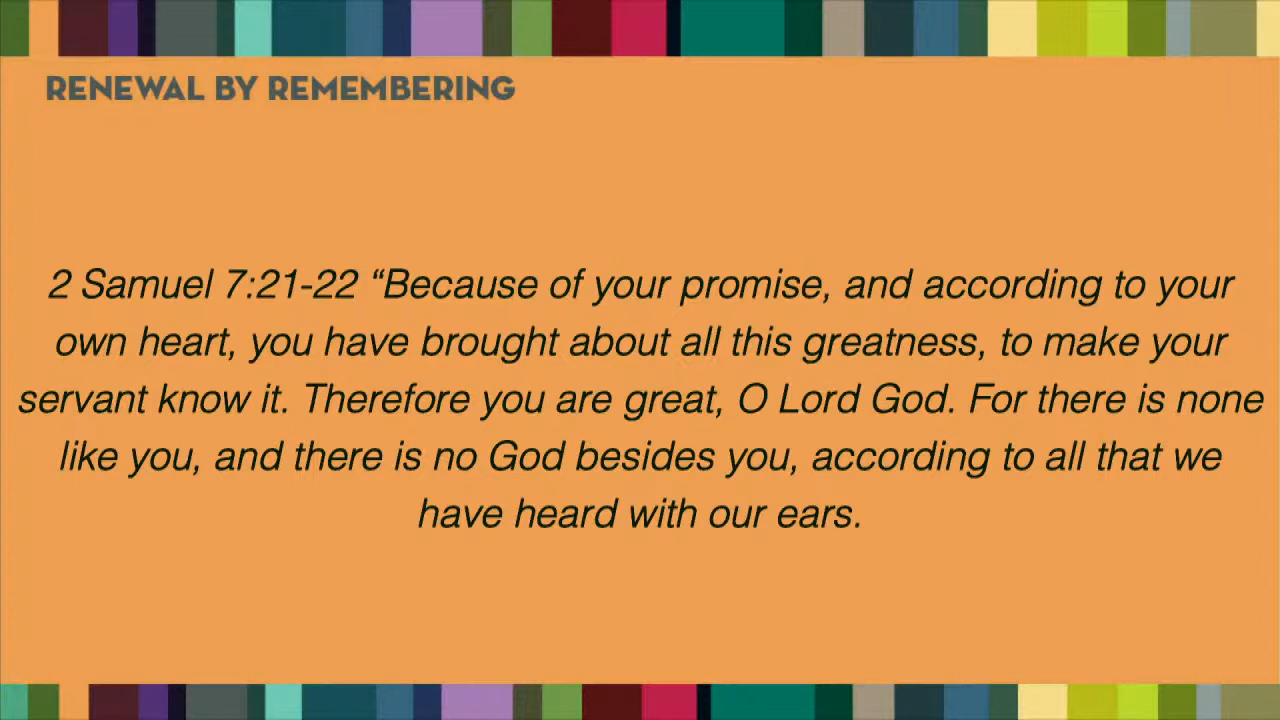 RENEWAL BY REMEMBERING
2 Samuel 7:21-22 “Because of your promise, and according to your
own heart, you have brought about all this greatness, to make your
servant know it. Therefore you are great, O Lord God. For there is none
like you, and there is no God besides you, according to all that we
have heard with our ears.